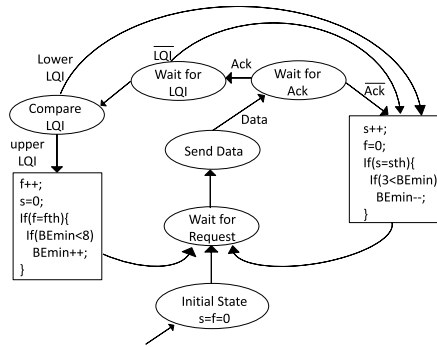 Lower
LQI
LQI
Ack
Wait for
LQI
Wait for
Ack
Ack
Compare
LQI
Data
upper
LQI
Send Data
s++;
f=0;
If(s=sth){
If(3<BEmin)
BEmin--;
}
f++;
s=0;
If(f=fth){
If(BEmin<8)
BEmin++;
}
Wait for
Request
Initial State
s=f=0